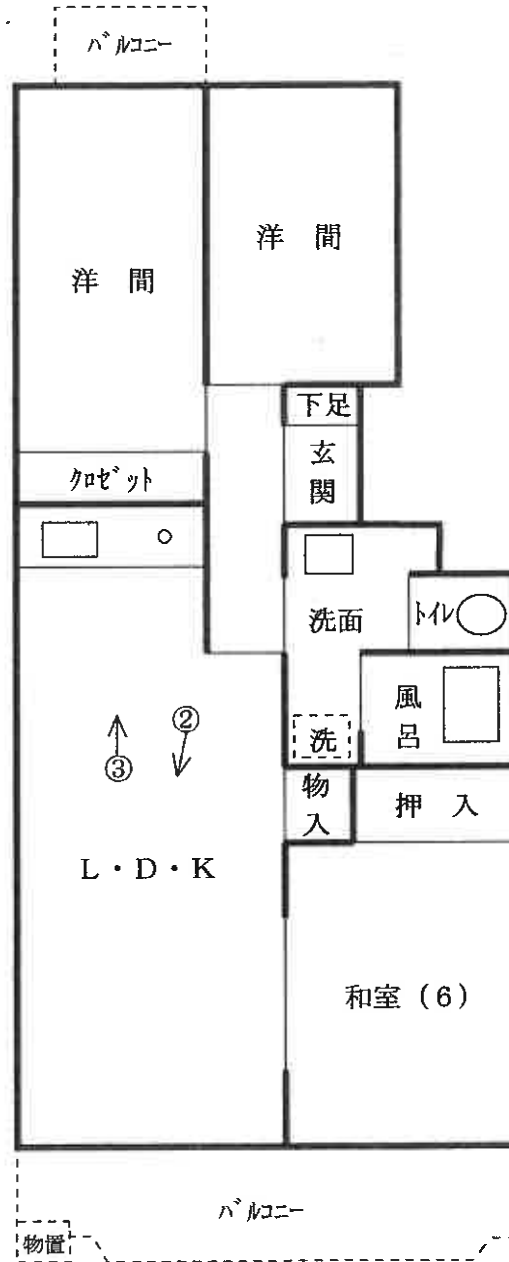 バルコニー
洋 間
洋 間
下足
玄関
クロゼット
洗面
トイレ
風呂
洗
②
③
物入
押 入
L・D・K
和室(6)
バルコニー
物置